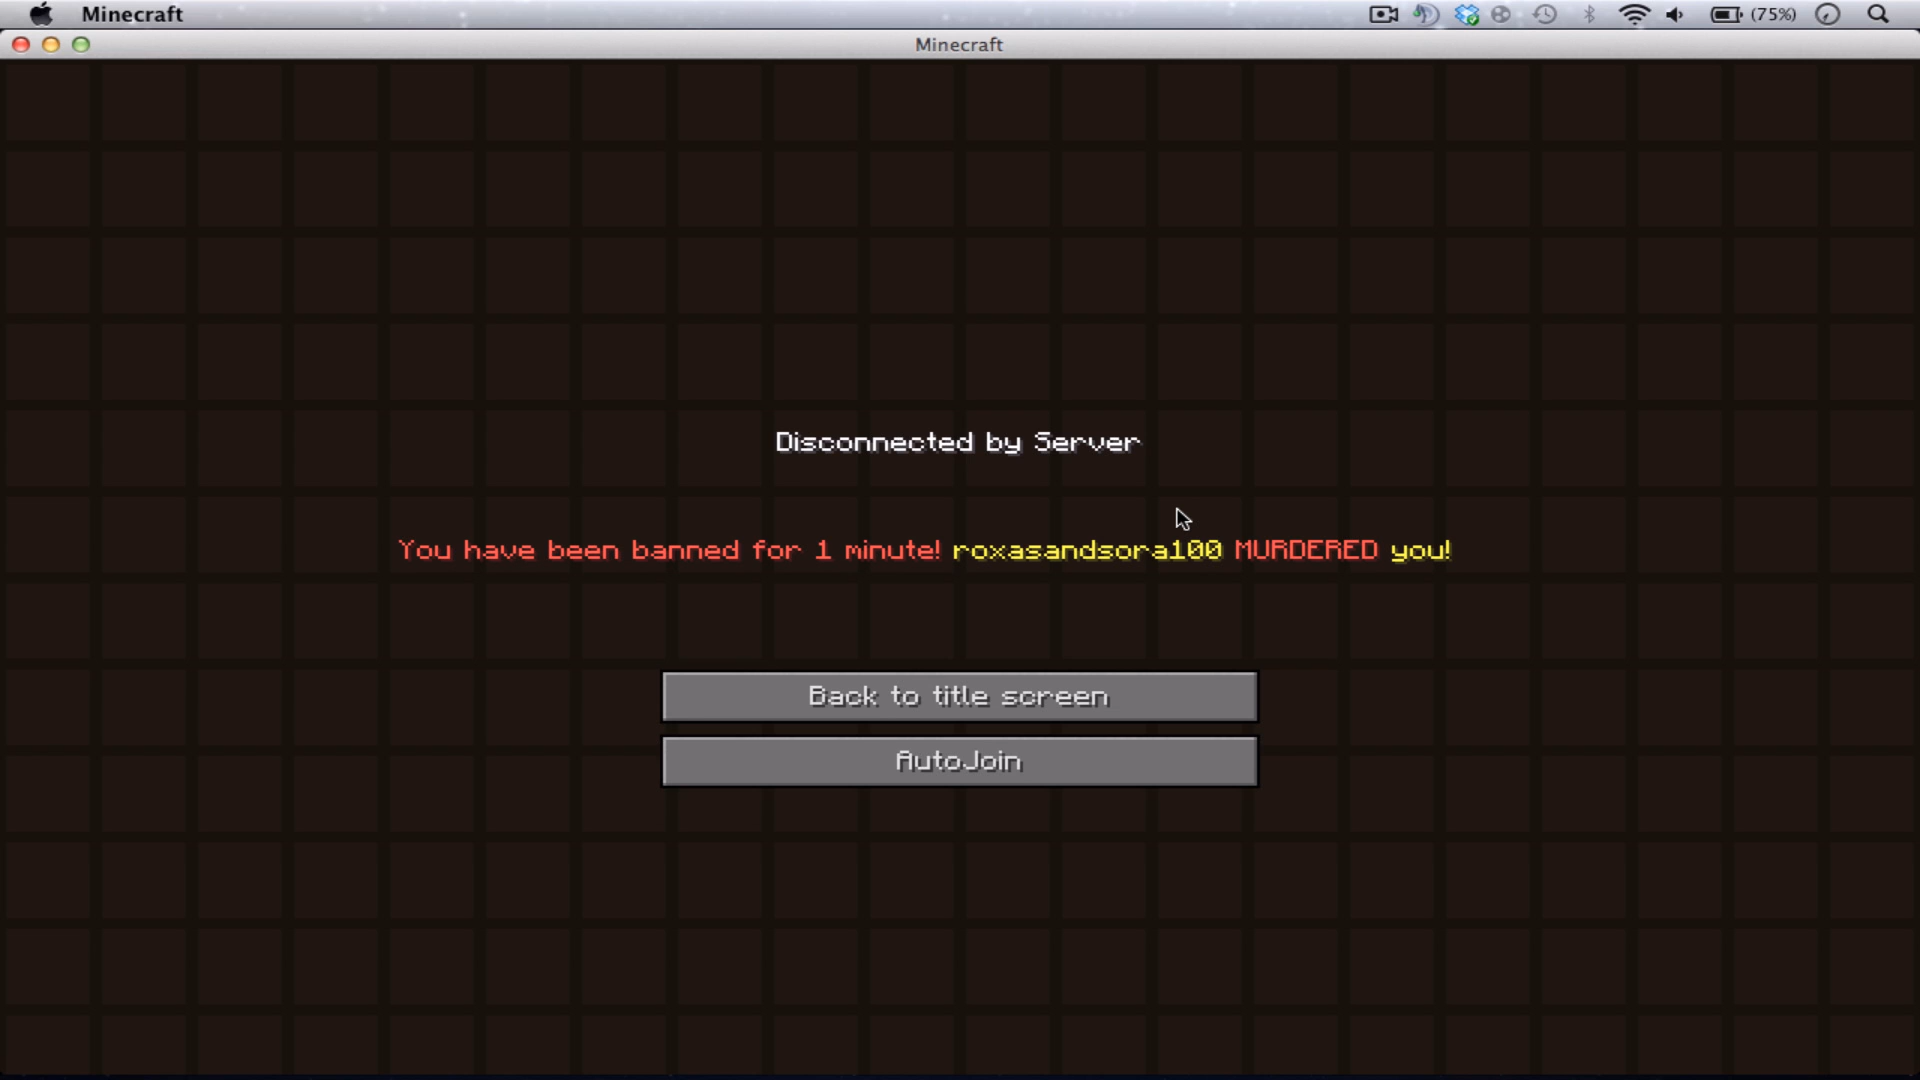 Minecraft
(75%)
Minecraft
Disconnected by Server
You have been banned for 1 minute! roxasandsora100 MURDERED you!
Back to title screen
AutoJoin